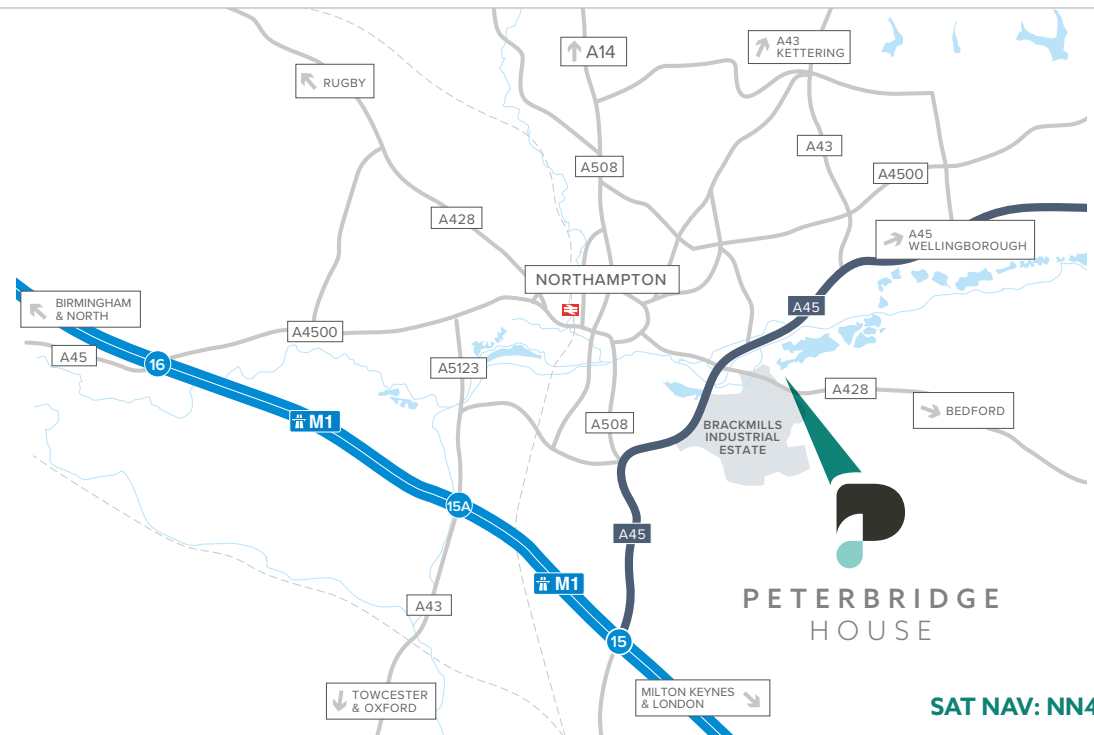 A14
A43
KETTERING
RUGBY
A43
A508
A4500
A428
A45
WELLINGBOROUGH
NORTHAMPTON
BIRMINGHAM
& NORTH
A45
A4500
A45
16
A5123
A428
BEDFORD
M1
A508
BRACKMILLS
INDUSTRIAL
ESTATE
15A
A45
M1
A43
PETERBRIDGE
HOUSE
15
TOWCESTER
& OXFORD
MILTON KEYNES
& LONDON
SAT NAV: NN4